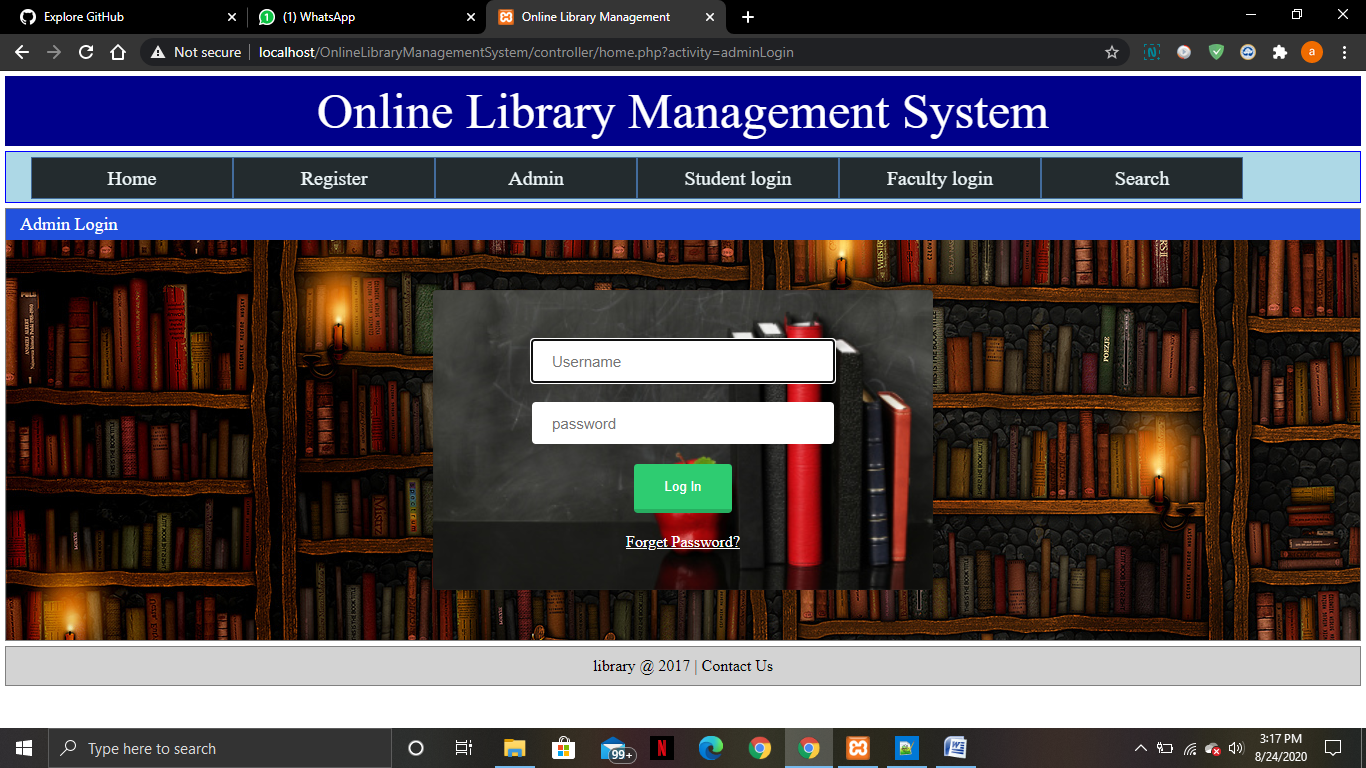 Explore GitHub
(1) WhatsApp
Online Library Management
Not secure
localhost/OnlineLibraryManagementSystem/controller/home.php?activity=adminLogin
a
Online Library Management System
Home Register Admin Student login Faculty login Search
Admin Login
POEZJE
Username
password
Log In
Forget Password?
library @ 2017 | Contact Us
Type here to search
99+
N
3:17 PM
8/24/2020